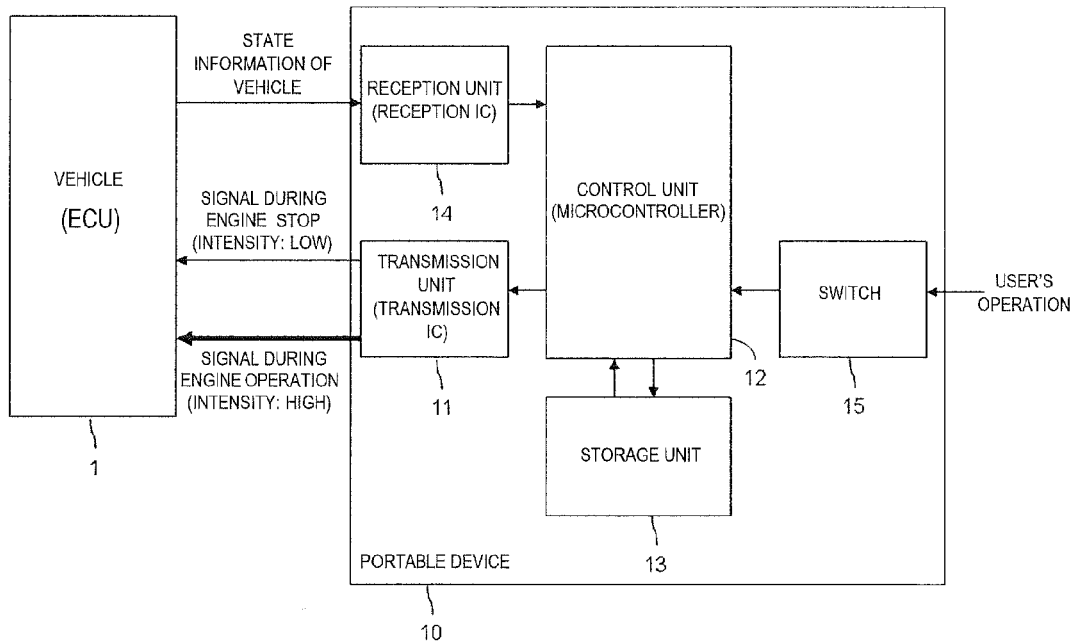 STATE
INFORMATION OF
VEHICLE
RECEPTION UNIT
(RECEPTION IC)
14
VEHICLE
(ECU)
CONTROL UNIT
(MICROCONTROLLER)
SIGNAL DURING
ENGINE STOP
(INTENSITY: LOW)
TRANSMISSION
UNIT
(TRANSMISSION
IC)
SWITCH
USER'S
OPERATION
SIGNAL DURING
ENGINE OPERATION
(INTENSITY: HIGH)
11
12
15
1
STORAGE UNIT
13
PORTABLE DEVICE
10